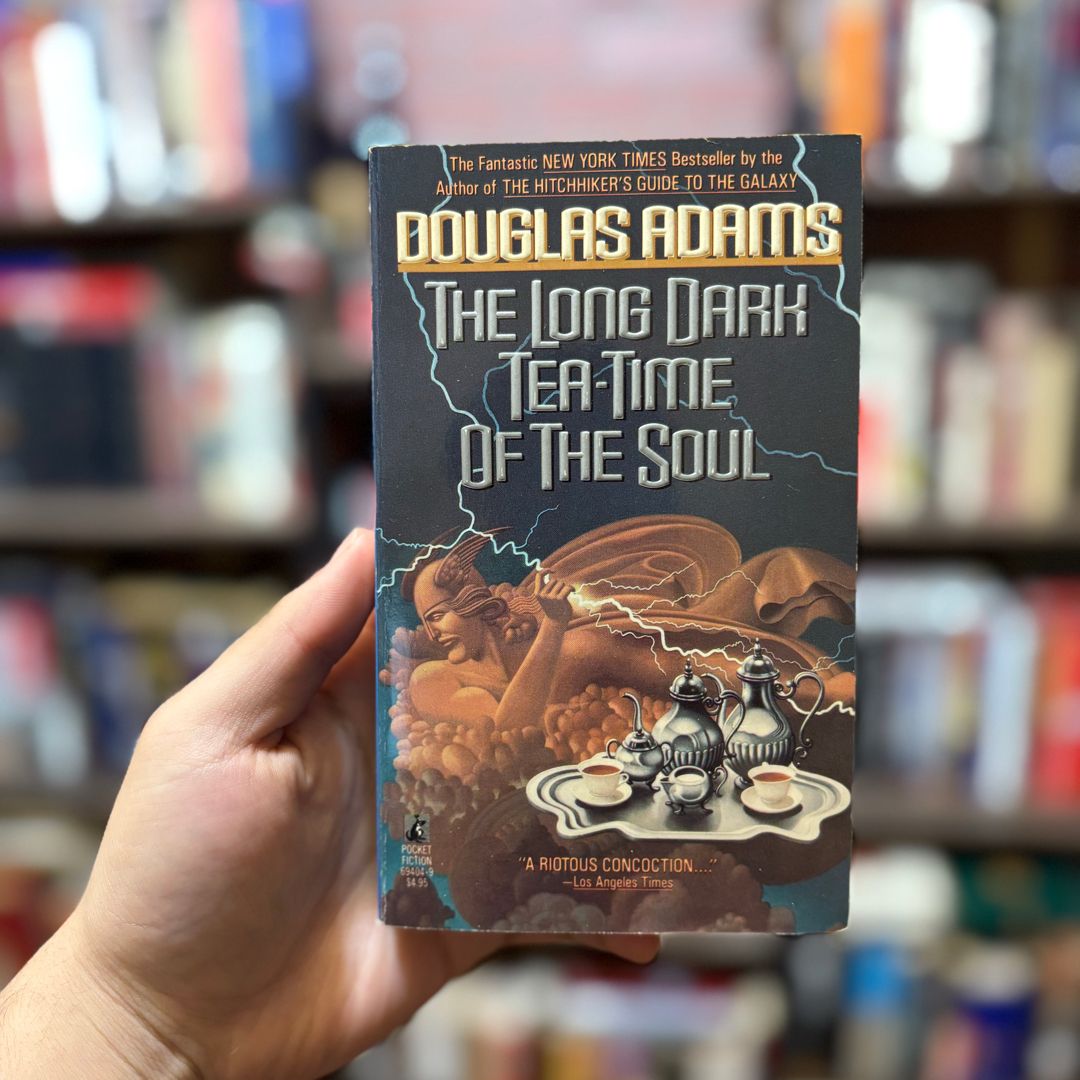 The Fantastic NEW YORK TIMES Bestseller by the
Author of THE HITCHHIKER'S GUIDE TO THE GALAXY
DOUGLAS ADAMS
THE LONG DARK
TEA-TIME
OF THE SOUL
POCKET
FICTION
69404-9
$4.95
"A RIOTOUS CONCOCTION...."
—Los Angeles Times